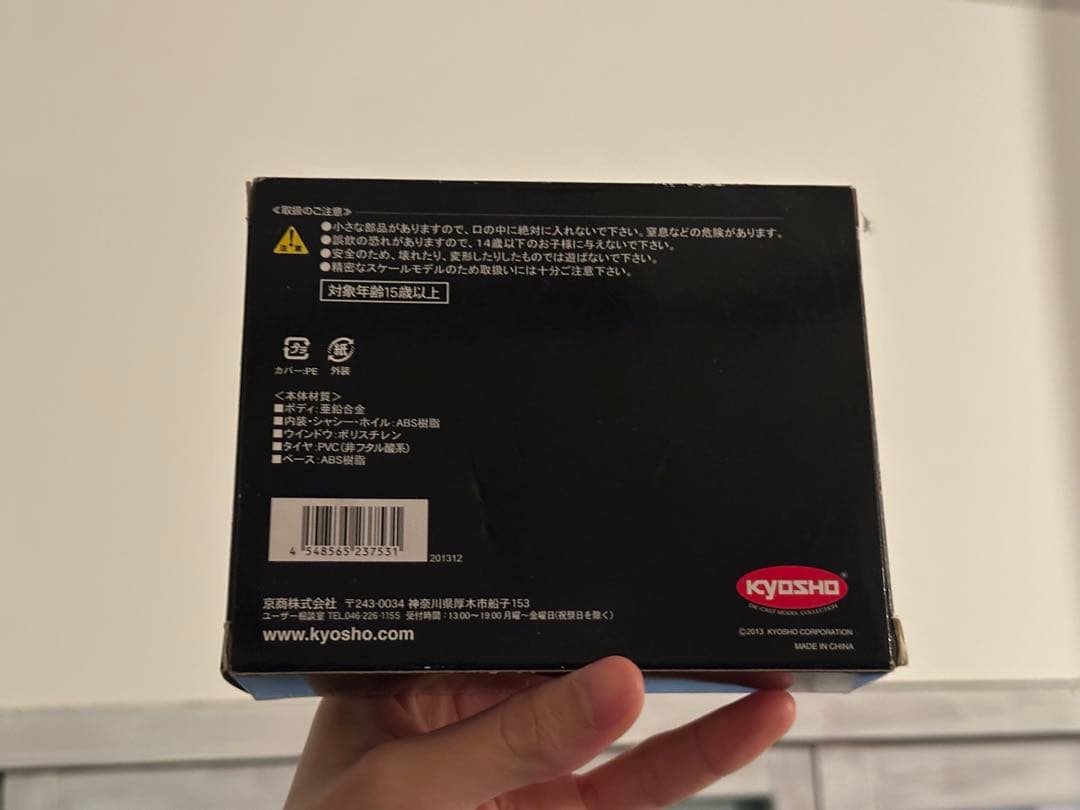 ≪取扱のご注意≫
注意
●小さな部品がありますので、口の中に絶対に入れないで下さい。窒息などの危険があります。
●誤飲の恐れがありますので、14歳以下のお子様に与えないで下さい。
●安全のため、壊れたり、変形したりしたものでは遊ばないで下さい。
●精密なスケールモデルのため取扱いには十分ご注意下さい。
対象年齢15歳以上
プラ 紙
カバー:PE 外装
＜本体材質＞
■ボディ:亜鉛合金
■内装・シャシー・ホイル:ABS樹脂
■ウインドウ:ポリスチレン
■タイヤ:PVC(非フタル酸系)
■ベース:ABS樹脂
4 548565 237531
201312
京商株式会社 〒243-0034 神奈川県厚木市船子153
ユーザー相談室 TEL.046-226-1155 受付時間:13:00～19:00 月曜～金曜日(祝祭日を除く)
www.kyosho.com
KYOSHO®
DIE-CAST MODEL COLLECTION
©2013 KYOSHO CORPORATION
MADE IN CHINA